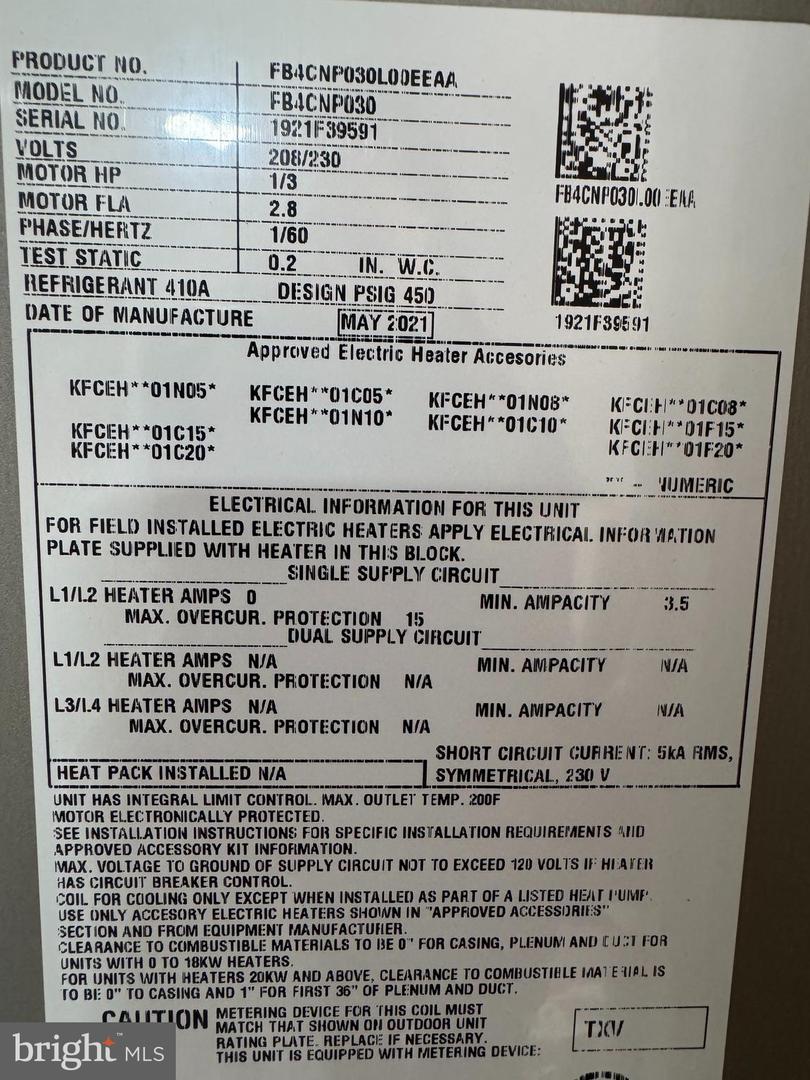 PRODUCT NO. FB4CNP030L00EEAA
MODEL NO. FB4CNP030
SERIAL NO. 1921F39591
VOLTS 208/230
MOTOR HP 1/3
MOTOR FLA 2.8
PHASE/HERTZ 1/60
TEST STATIC 0.2 IN. W.C.
REFRIGERANT 410A DESIGN PSIG 450
DATE OF MANUFACTURE MAY 2021
FB4CNP030L00EEAA
1921F39591
Approved Electric Heater Accesories
KFCEH**01N05* KFCEH**01C05* KFCEH**01N08* KFCEH**01C08*
KFCEH**01N10* KFCEH**01C10* KFCEH**01F15*
KFCEH**01C15* KFCEH**01F20*
KFCEH**01C20*
NUMERIC
ELECTRICAL INFORMATION FOR THIS UNIT
FOR FIELD INSTALLED ELECTRIC HEATERS APPLY ELECTRICAL INFORMATION
PLATE SUPPLIED WITH HEATER IN THIS BLOCK.
SINGLE SUPPLY CIRCUIT
L1/L2 HEATER AMPS 0 MIN. AMPACITY 3.5
MAX. OVERCUR. PROTECTION 15
DUAL SUPPLY CIRCUIT
L1/L2 HEATER AMPS N/A MIN. AMPACITY N/A
MAX. OVERCUR. PROTECTION N/A
L3/L4 HEATER AMPS N/A MIN. AMPACITY N/A
MAX. OVERCUR. PROTECTION N/A
SHORT CIRCUIT CURRENT: 5kA RMS,
HEAT PACK INSTALLED N/A SYMMETRICAL, 230 V
UNIT HAS INTEGRAL LIMIT CONTROL. MAX. OUTLET TEMP. 200F
MOTOR ELECTRONICALLY PROTECTED.
SEE INSTALLATION INSTRUCTIONS FOR SPECIFIC INSTALLATION REQUIREMENTS AND
APPROVED ACCESSORY KIT INFORMATION.
MAX. VOLTAGE TO GROUND OF SUPPLY CIRCUIT NOT TO EXCEED 120 VOLTS IF HEATER
HAS CIRCUIT BREAKER CONTROL.
COIL FOR COOLING ONLY EXCEPT WHEN INSTALLED AS PART OF A LISTED HEAT PUMP.
USE ONLY ACCESORY ELECTRIC HEATERS SHOWN IN "APPROVED ACCESSORIES"
SECTION AND FROM EQUIPMENT MANUFACTURER.
CLEARANCE TO COMBUSTIBLE MATERIALS TO BE 0" FOR CASING, PLENUM AND DUCT FOR
UNITS WITH 0 TO 18KW HEATERS.
FOR UNITS WITH HEATERS 20KW AND ABOVE, CLEARANCE TO COMBUSTIBLE MATERIAL IS
TO BE 0" TO CASING AND 1" FOR FIRST 36" OF PLENUM AND DUCT.
CAUTION METERING DEVICE FOR THIS COIL MUST
MATCH THAT SHOWN ON OUTDOOR UNIT
RATING PLATE. REPLACE IF NECESSARY.
THIS UNIT IS EQUIPPED WITH METERING DEVICE:
TXV
bright MLS